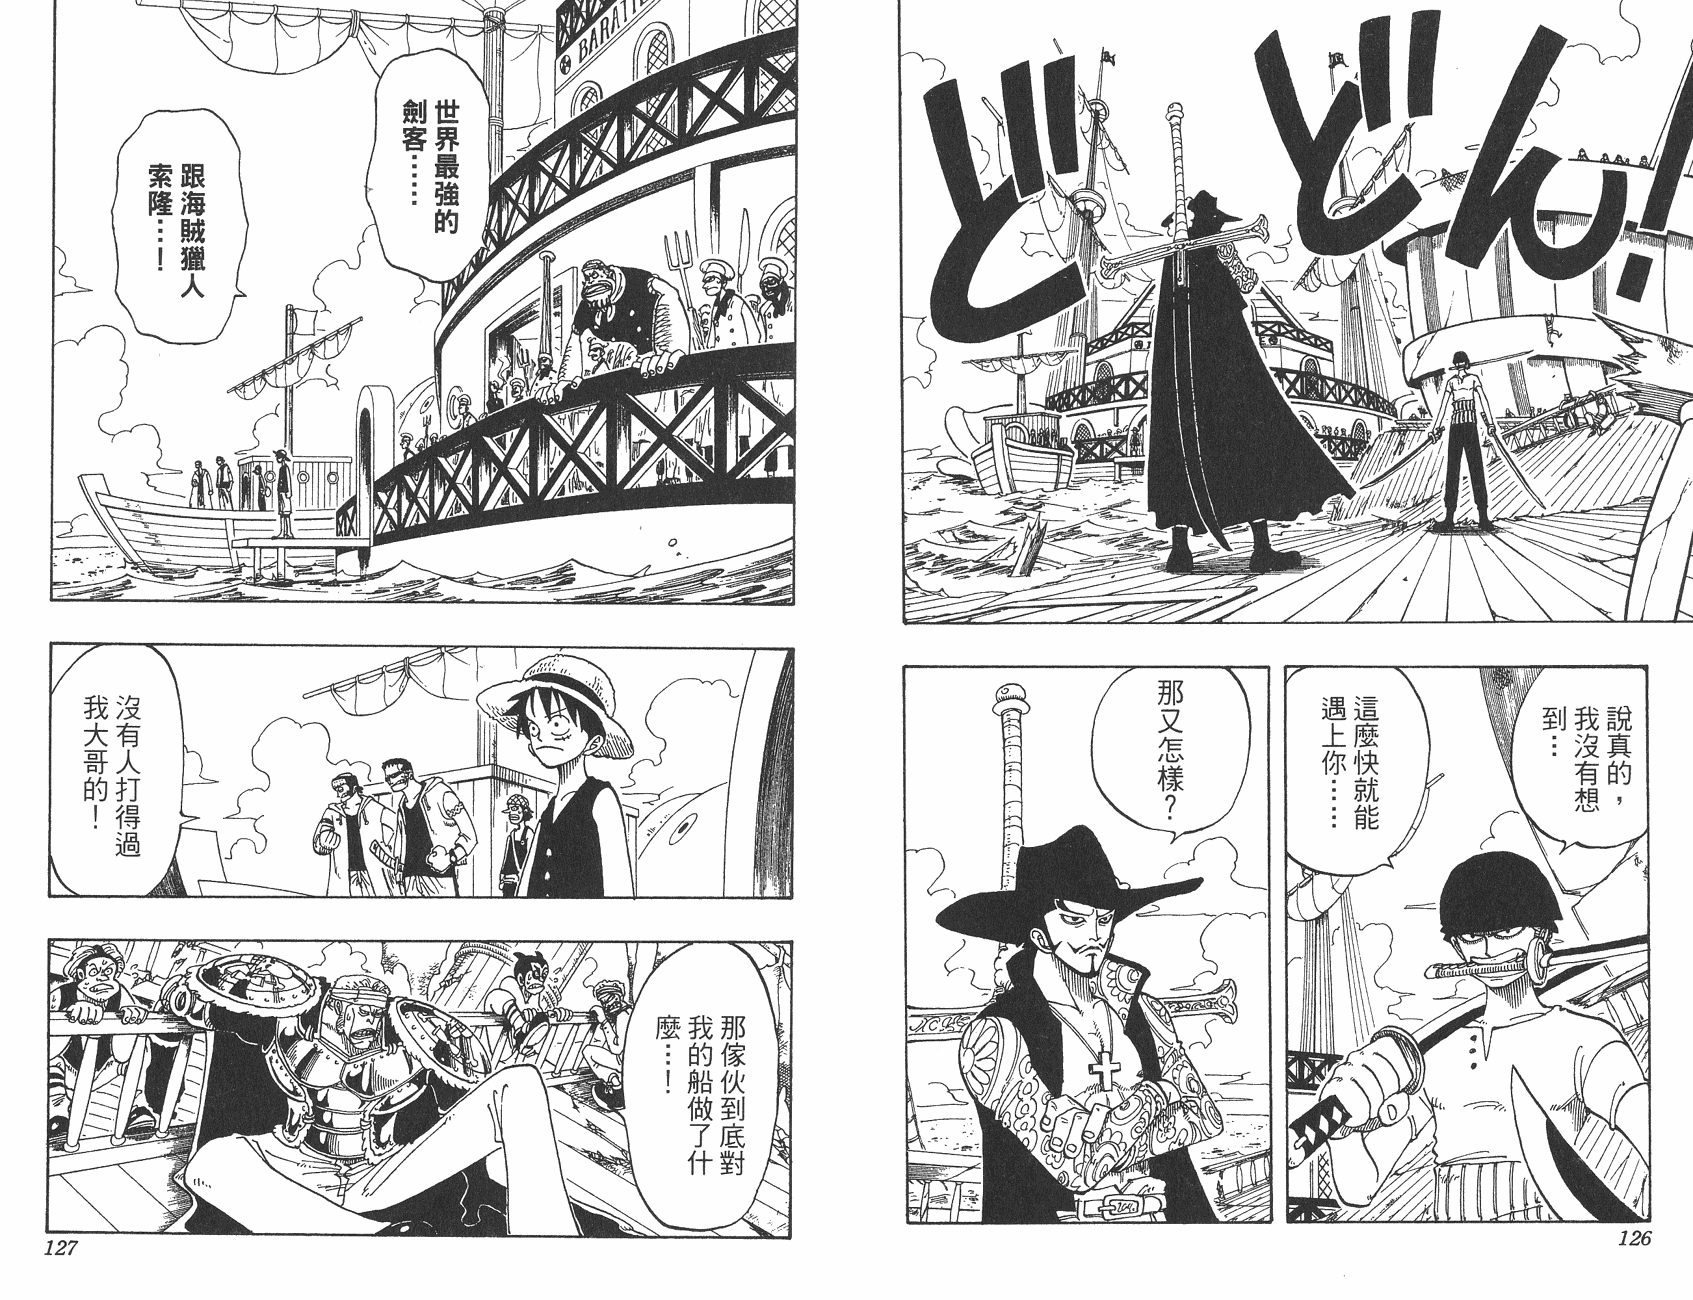 ど
ど
ん!
說真的，
我沒有想
到…
這麼快就能
遇上你……
那又怎樣？
126
BARATIE
世界最強的
劍客……
跟海賊獵人
索隆…！
沒有人打得過
我大哥的！
那傢伙到底對
我的船做了什
麼…！
127